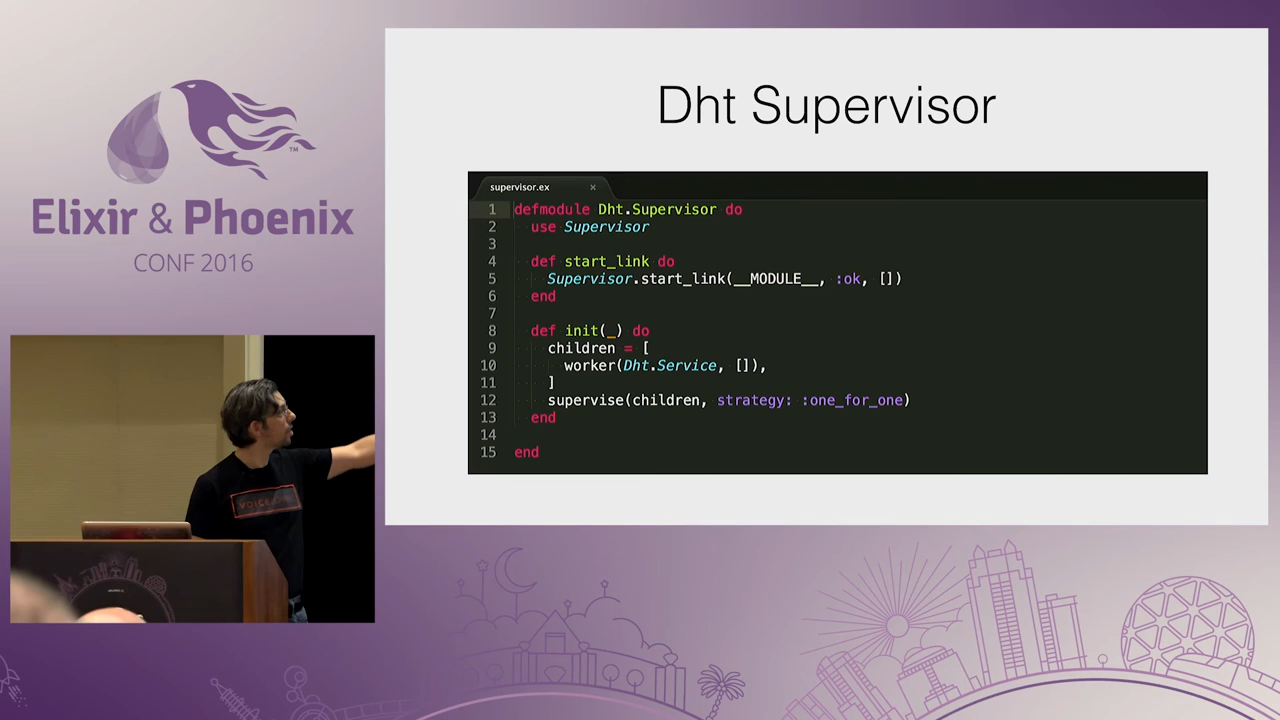 Elixir & Phoenix
CONF 2016
TM
Dht Supervisor
supervisor.ex ×
1 defmodule Dht.Supervisor do
2   use Supervisor
3
4   def start_link do
5     Supervisor.start_link(__MODULE__, :ok, [])
6   end
7
8   def init(_) do
9     children = [
10       worker(Dht.Service, []),
11     ]
12     supervise(children, strategy: :one_for_one)
13   end
14
15 end